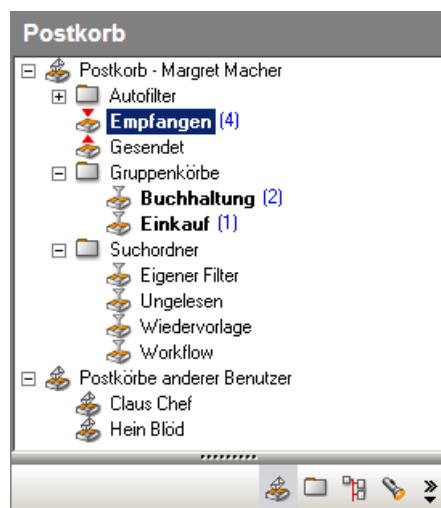 Postkorb
Postkorb - Margret Macher
Autofilter
Empfangen (4)
Gesendet
Gruppenkörbe
Buchhaltung (2)
Einkauf (1)
Suchordner
Eigener Filter
Ungelesen
Wiedervorlage
Workflow
Postkörbe anderer Benutzer
Claus Chef
Hein Blöd